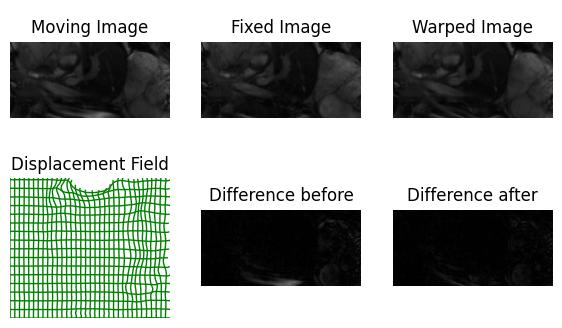 Moving Image
Fixed Image
Warped Image
Displacement Field
Difference before
Difference after